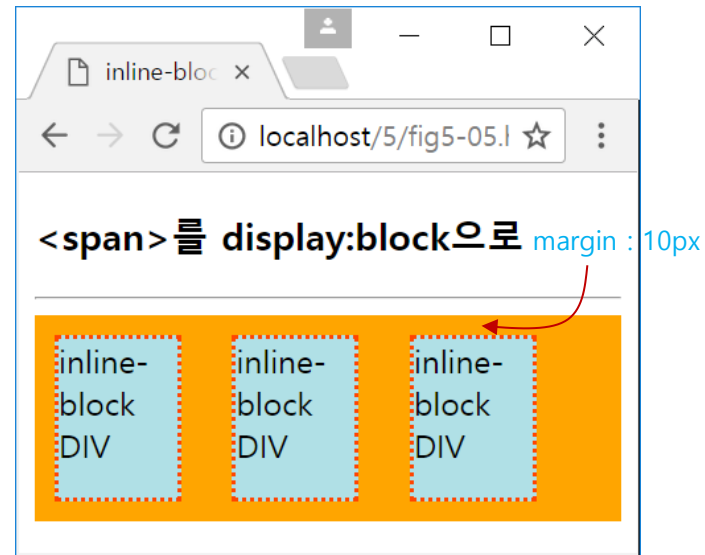 inline-bloc
localhost/5/fig5-05.h
<span>를 display:block으로
margin : 10px
inline-
block
DIV
inline-
block
DIV
inline-
block
DIV